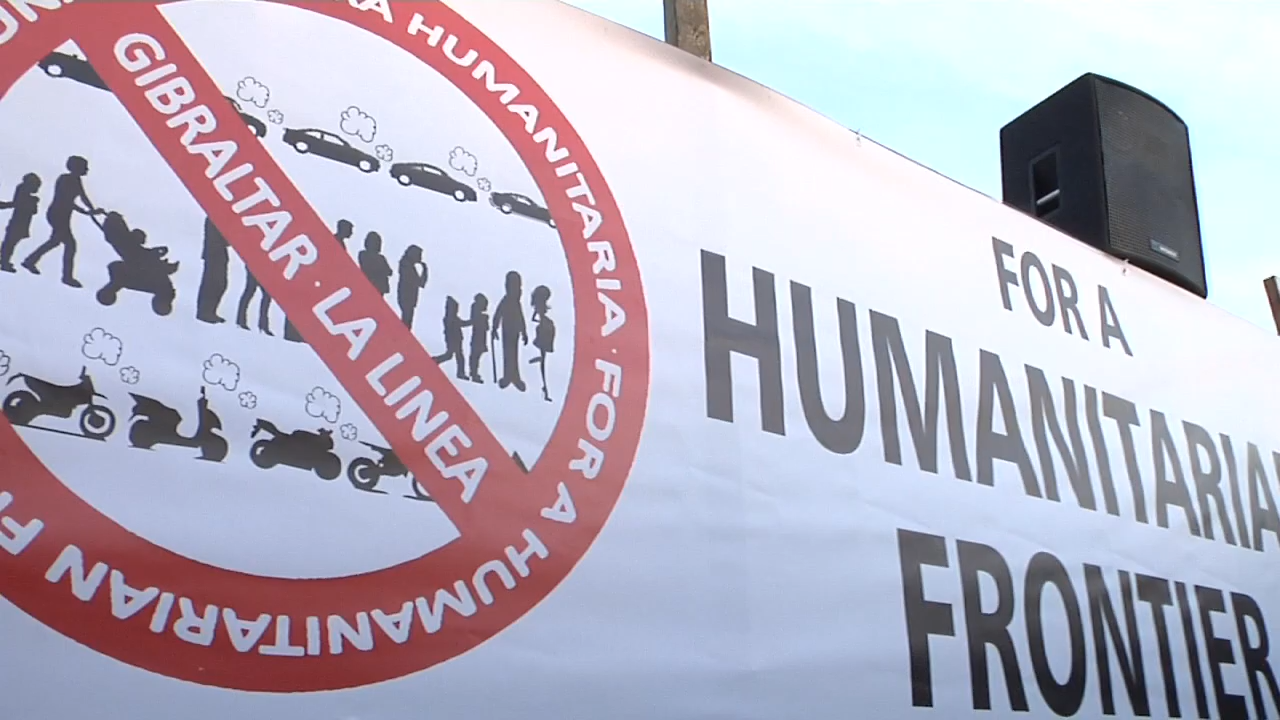 HUMANITARIA · FOR A HUMANITARIAN
GIBRALTAR · LA LINEA
FOR A
HUMANITARIA
FRONTIER